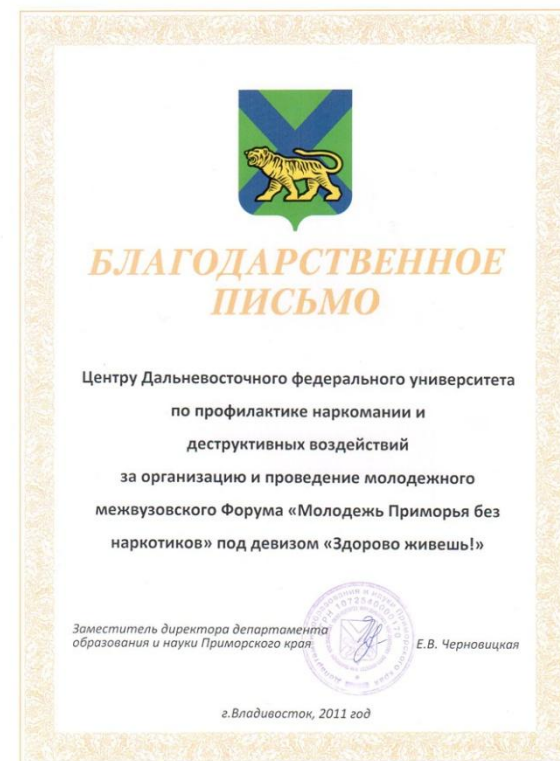 БЛАГОДАРСТВЕННОЕ
ПИСЬМО
Центру Дальневосточного федерального университета
по профилактике наркомании и
деструктивных воздействий
за организацию и проведение молодежного
межвузовского Форума «Молодежь Приморья без
наркотиков» под девизом «Здорово живешь!»
Заместитель директора департамента
образования и науки Приморского края
Е.В. Черновицкая
г.Владивосток, 2011 год